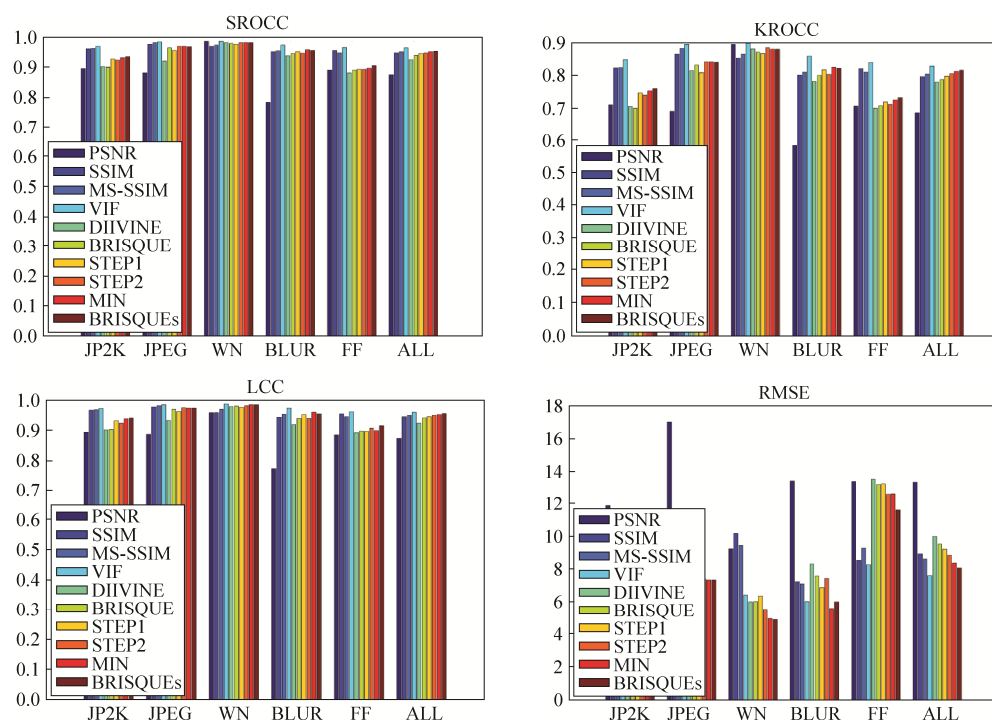 SROCC
1.0
0.9
0.8
0.7
0.6
0.5
0.4
0.3
0.2
0.1
0.0
PSNR
SSIM
MS-SSIM
VIF
DIIVINE
BRISQUE
STEP1
STEP2
MIN
BRISQUEs
JP2K JPEG WN BLUR FF ALL
KROCC
0.9
0.8
0.7
0.6
0.5
0.4
0.3
0.2
0.1
0.0
PSNR
SSIM
MS-SSIM
VIF
DIIVINE
BRISQUE
STEP1
STEP2
MIN
BRISQUEs
JP2K JPEG WN BLUR FF ALL
LCC
1.0
0.9
0.8
0.7
0.6
0.5
0.4
0.3
0.2
0.1
0.0
PSNR
SSIM
MS-SSIM
VIF
DIIVINE
BRISQUE
STEP1
STEP2
MIN
BRISQUEs
JP2K JPEG WN BLUR FF ALL
RMSE
18
16
14
12
10
8
6
4
2
0
PSNR
SSIM
MS-SSIM
VIF
DIIVINE
BRISQUE
STEP1
STEP2
MIN
BRISQUEs
JP2K JPEG WN BLUR FF ALL